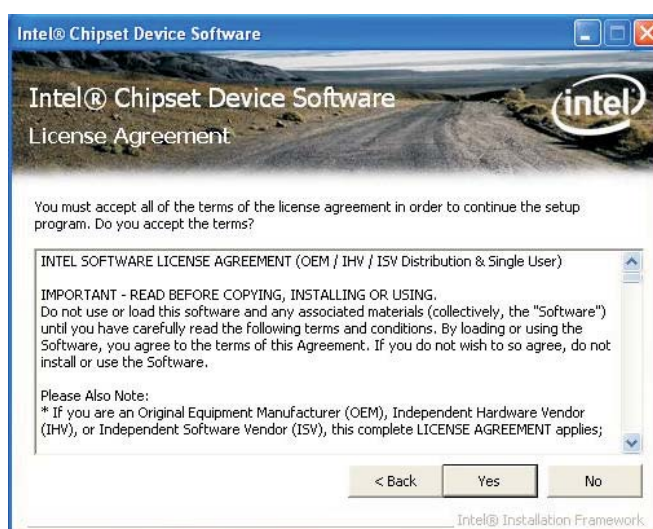 Intel® Chipset Device Software
Intel® Chipset Device Software
intel
License Agreement
You must accept all of the terms of the license agreement in order to continue the setup
program. Do you accept the terms?
INTEL SOFTWARE LICENSE AGREEMENT (OEM / IHV / ISV Distribution & Single User)
IMPORTANT - READ BEFORE COPYING, INSTALLING OR USING.
Do not use or load this software and any associated materials (collectively, the "Software")
until you have carefully read the following terms and conditions. By loading or using the
Software, you agree to the terms of this Agreement. If you do not wish to so agree, do not
install or use the Software.
Please Also Note:
* If you are an Original Equipment Manufacturer (OEM), Independent Hardware Vendor
(IHV), or Independent Software Vendor (ISV), this complete LICENSE AGREEMENT applies;
< Back Yes No
Intel® Installation Framework